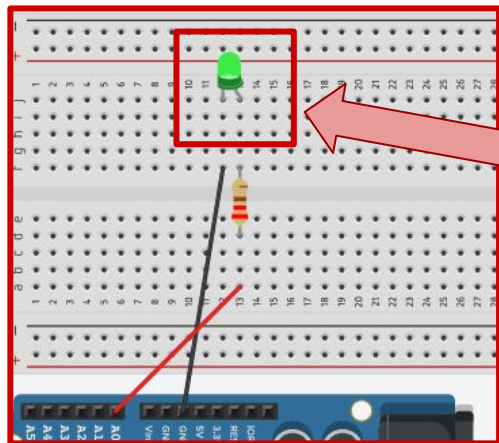 - -
+ +
1 2 3 4 5 6 7 8 9 10 11 14 15 16 17 18 19 20 21 22 23 24 25 26 27 28
j
i
h
g
f
e
d
c
b
a
1 2 3 4 5 6 7 8 9 10 11 12 13 14 15 16 17 18 19 20 21 22 23 24 25 26 27 28
- -
+ +
A5 A4 A3 A2 A1 A0 Vin GND GND 5V 3.3